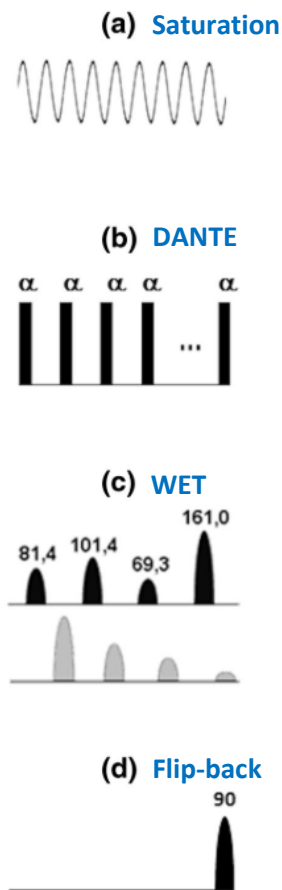 (a) Saturation
(b) DANTE
α α α α α
...
(c) WET
81,4 101,4 69,3 161,0
(d) Flip-back
90